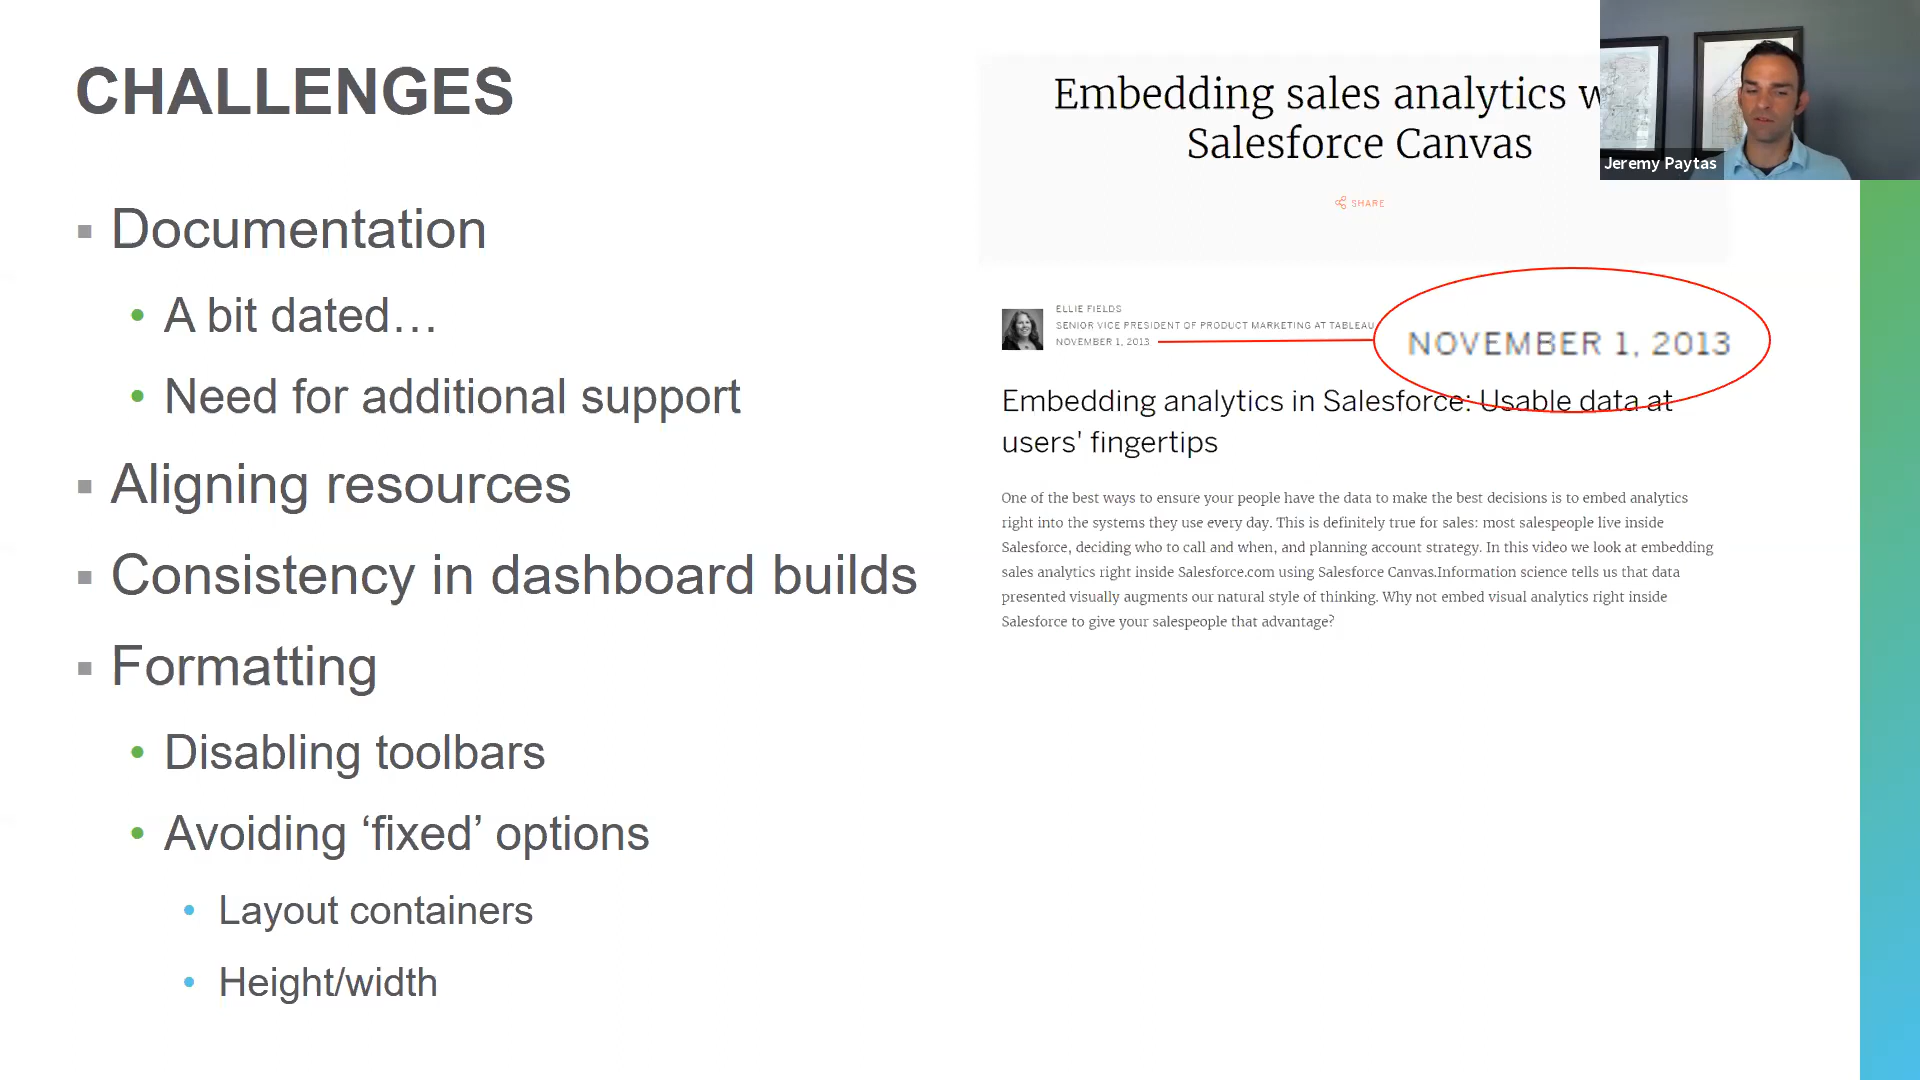 CHALLENGES
Documentation
A bit dated…
Need for additional support
Aligning resources
Consistency in dashboard builds
Formatting
Disabling toolbars
Avoiding ‘fixed’ options
Layout containers
Height/width
Embedding sales analytics w
Salesforce Canvas
SHARE
Jeremy Paytas
ELLIE FIELDS
SENIOR VICE PRESIDENT OF PRODUCT MARKETING AT TABLEAU
NOVEMBER 1, 2013
NOVEMBER 1, 2013
Embedding analytics in Salesforce: Usable data at
users' fingertips
One of the best ways to ensure your people have the data to make the best decisions is to embed analytics
right into the systems they use every day. This is definitely true for sales: most salespeople live inside
Salesforce, deciding who to call and when, and planning account strategy. In this video we look at embedding
sales analytics right inside Salesforce.com using Salesforce Canvas.Information science tells us that data
presented visually augments our natural style of thinking. Why not embed visual analytics right inside
Salesforce to give your salespeople that advantage?